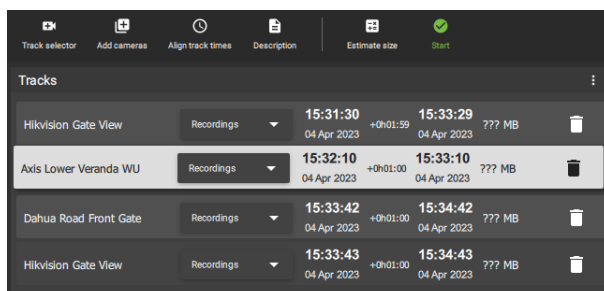 Track selector Add cameras Align track times Description Estimate size Start
Tracks
Hikvision Gate View Recordings 15:31:30 04 Apr 2023 +0h01:59 15:33:29 04 Apr 2023 ??? MB
Axis Lower Veranda WU Recordings 15:32:10 04 Apr 2023 +0h01:00 15:33:10 04 Apr 2023 ??? MB
Dahua Road Front Gate Recordings 15:33:42 04 Apr 2023 +0h01:00 15:34:42 04 Apr 2023 ??? MB
Hikvision Gate View Recordings 15:33:43 04 Apr 2023 +0h01:00 15:34:43 04 Apr 2023 ??? MB